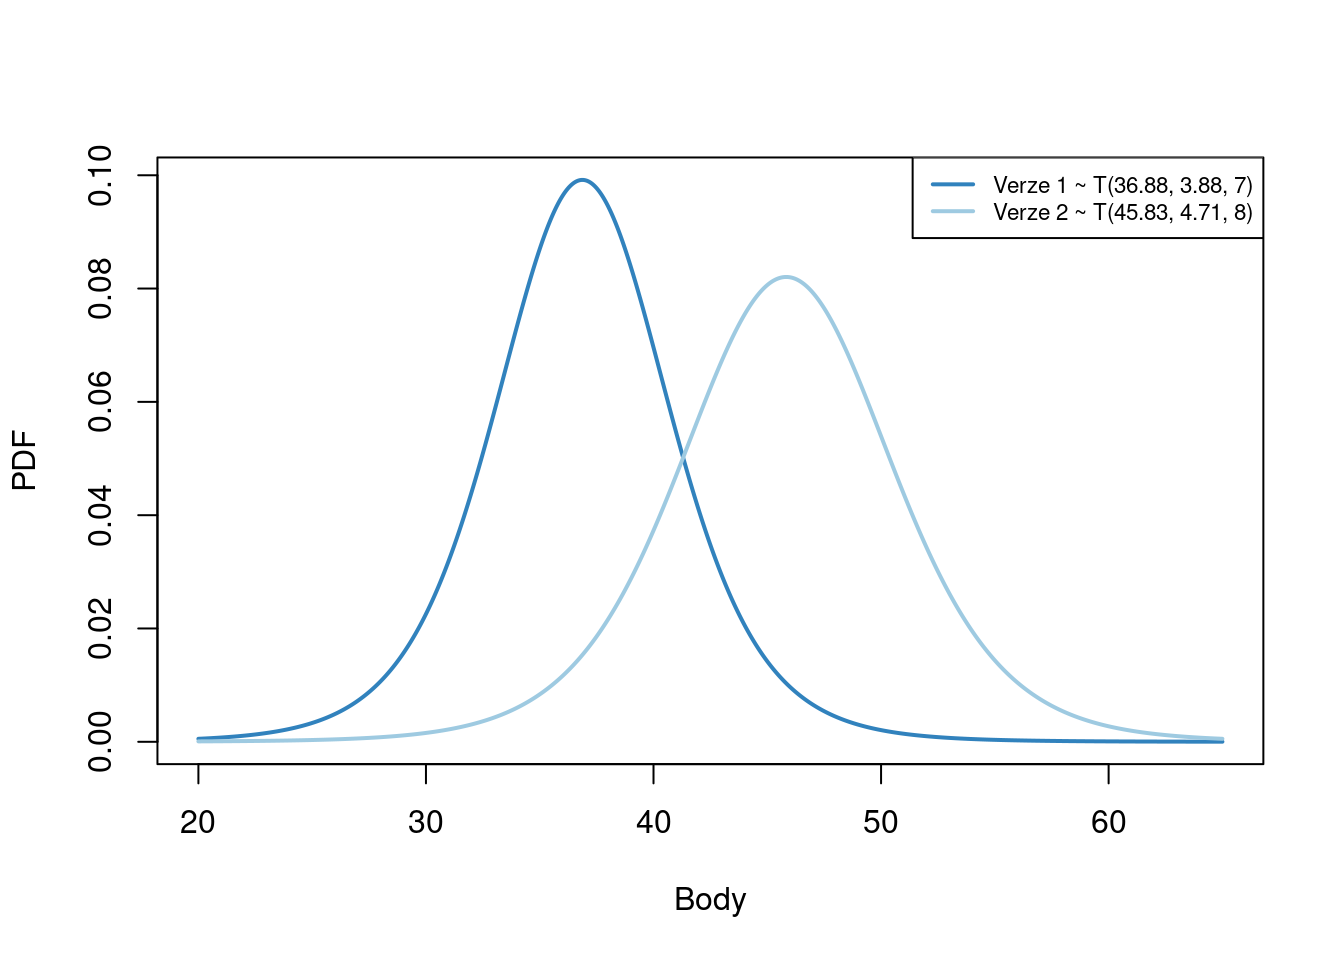 Verze 1 ~ T(36.88, 3.88, 7)
Verze 2 ~ T(45.83, 4.71, 8)
PDF
0.10
0.08
0.06
0.04
0.02
0.00
20 30 40 50 60
Body